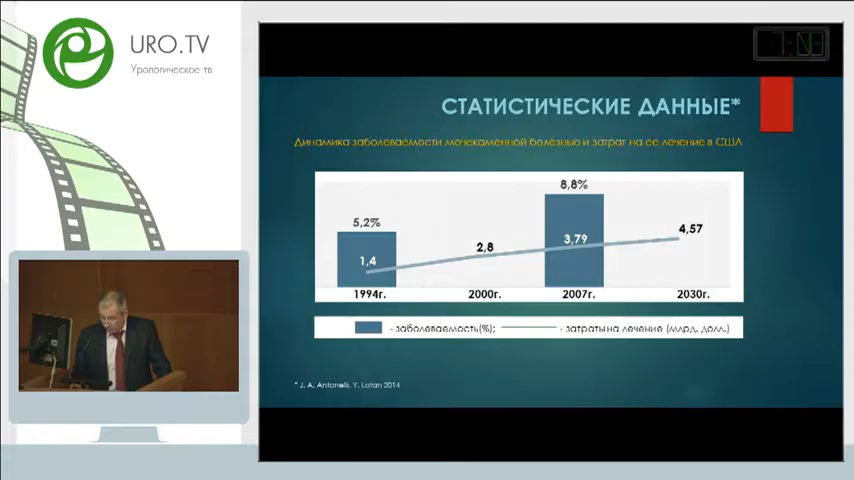 URO.TV
Урологическое тв
СТАТИСТИЧЕСКИЕ ДАННЫЕ*
Динамика заболеваемости мочекаменной болезнью и затрат на ее лечение в США
8,8%
5,2%
4,57
3,79
2,8
1,4
1994г. 2000г. 2007г. 2030г.
- заболеваемость(%); - затраты на лечение (млрд. долл.)
* J. A. Antonelli, Y. Lotan 2014